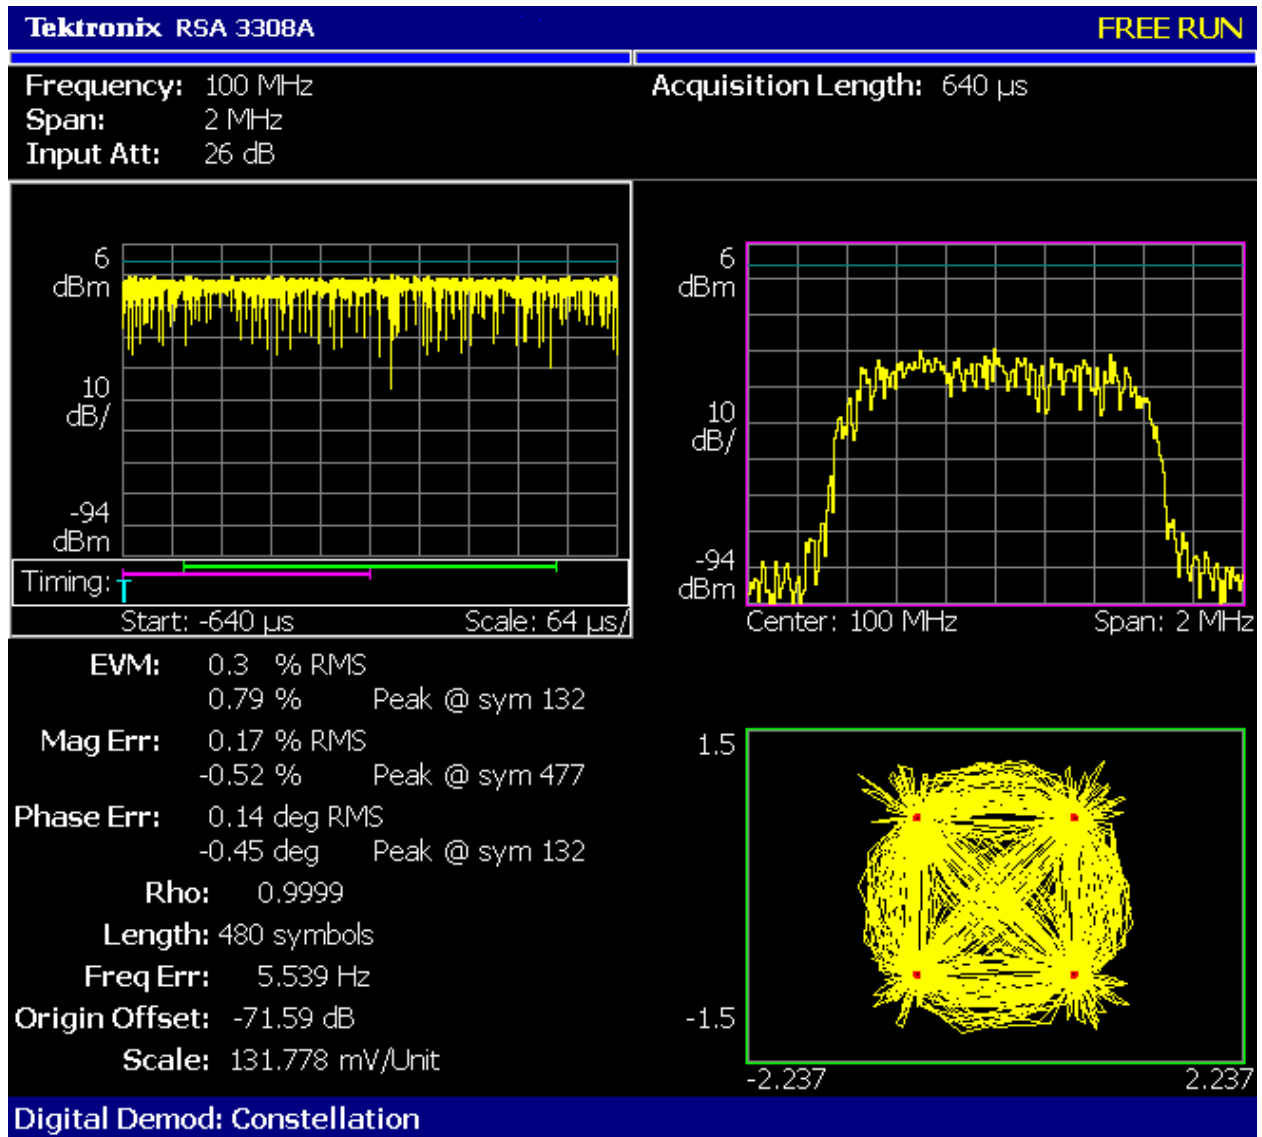 Tektronix RSA 3308A
FREE RUN
Frequency: 100 MHz
Acquisition Length: 640 µs
Span: 2 MHz
Input Att: 26 dB
6
dBm
10
dB/
-94
dBm
Timing:
T
Start: -640 µs
Scale: 64 µs/
6
dBm
10
dB/
-94
dBm
Center: 100 MHz
Span: 2 MHz
EVM: 0.3 % RMS
0.79 % Peak @ sym 132
Mag Err: 0.17 % RMS
-0.52 % Peak @ sym 477
Phase Err: 0.14 deg RMS
-0.45 deg Peak @ sym 132
Rho: 0.9999
Length: 480 symbols
Freq Err: 5.539 Hz
Origin Offset: -71.59 dB
Scale: 131.778 mV/Unit
1.5
-1.5
-2.237
2.237
Digital Demod: Constellation